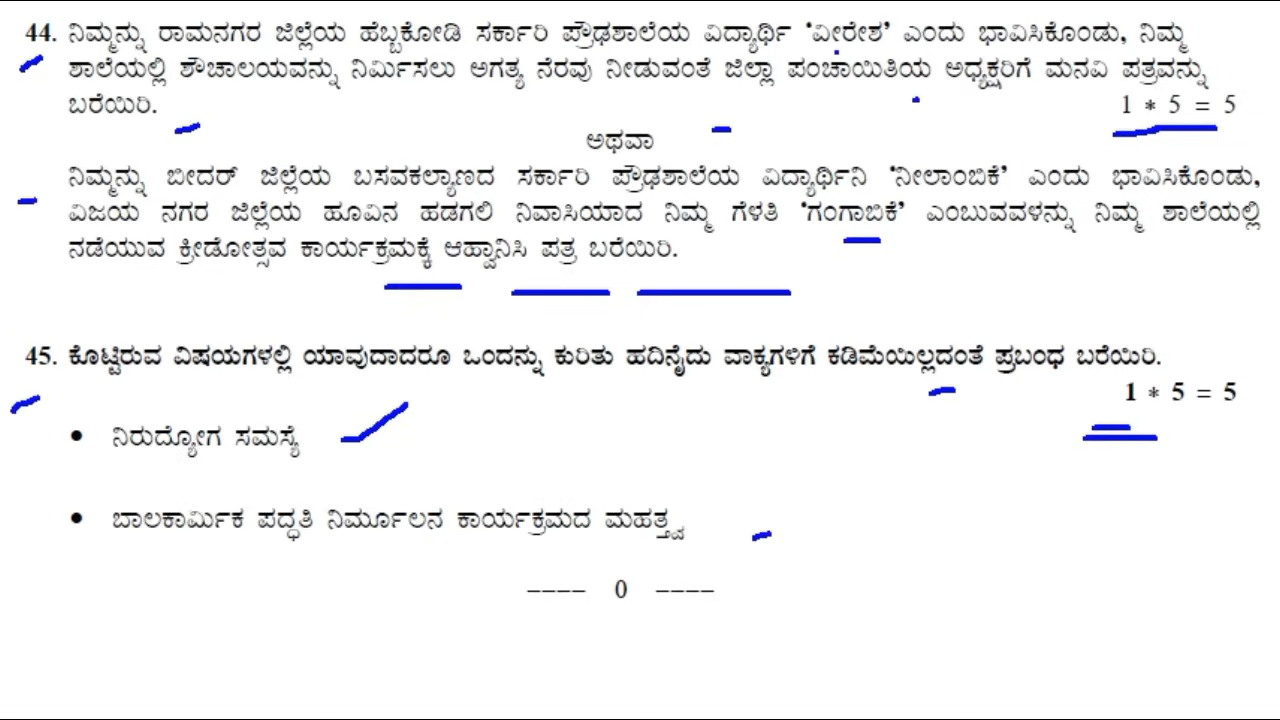 44. ನಿಮ್ಮನ್ನು ರಾಮನಗರ ಜಿಲ್ಲೆಯ ಹೆಬ್ಬಕೋಡಿ ಸರ್ಕಾರಿ ಪ್ರೌಢಶಾಲೆಯ ವಿದ್ಯಾರ್ಥಿ ‘ವೀರೇಶ’ ಎಂದು ಭಾವಿಸಿಕೊಂಡು, ನಿಮ್ಮ
ಶಾಲೆಯಲ್ಲಿ ಶೌಚಾಲಯವನ್ನು ನಿರ್ಮಿಸಲು ಅಗತ್ಯ ನೆರವು ನೀಡುವಂತೆ ಜಿಲ್ಲಾ ಪಂಚಾಯಿತಿಯ ಅಧ್ಯಕ್ಷರಿಗೆ ಮನವಿ ಪತ್ರವನ್ನು
ಬರೆಯಿರಿ. 1 * 5 = 5
ಅಥವಾ
ನಿಮ್ಮನ್ನು ಬೀದರ್ ಜಿಲ್ಲೆಯ ಬಸವಕಲ್ಯಾಣದ ಸರ್ಕಾರಿ ಪ್ರೌಢಶಾಲೆಯ ವಿದ್ಯಾರ್ಥಿನಿ ‘ನೀಲಾಂಬಿಕೆ’ ಎಂದು ಭಾವಿಸಿಕೊಂಡು,
ವಿಜಯ ನಗರ ಜಿಲ್ಲೆಯ ಹೂವಿನ ಹಡಗಲಿ ನಿವಾಸಿಯಾದ ನಿಮ್ಮ ಗೆಳತಿ ‘ಗಂಗಾಬಿಕೆ’ ಎಂಬುವವಳನ್ನು ನಿಮ್ಮ ಶಾಲೆಯಲ್ಲಿ
ನಡೆಯುವ ಕ್ರೀಡೋತ್ಸವ ಕಾರ್ಯಕ್ರಮಕ್ಕೆ ಆಹ್ವಾನಿಸಿ ಪತ್ರ ಬರೆಯಿರಿ.
45. ಕೊಟ್ಟಿರುವ ವಿಷಯಗಳಲ್ಲಿ ಯಾವುದಾದರೂ ಒಂದನ್ನು ಕುರಿತು ಹದಿನೈದು ವಾಕ್ಯಗಳಿಗೆ ಕಡಿಮೆಯಿಲ್ಲದಂತೆ ಪ್ರಬಂಧ ಬರೆಯಿರಿ.
1 * 5 = 5
• ನಿರುದ್ಯೋಗ ಸಮಸ್ಯೆ
• ಬಾಲಕಾರ್ಮಿಕ ಪದ್ಧತಿ ನಿರ್ಮೂಲನ ಕಾರ್ಯಕ್ರಮದ ಮಹತ್ತ್ವ
---- 0 ----